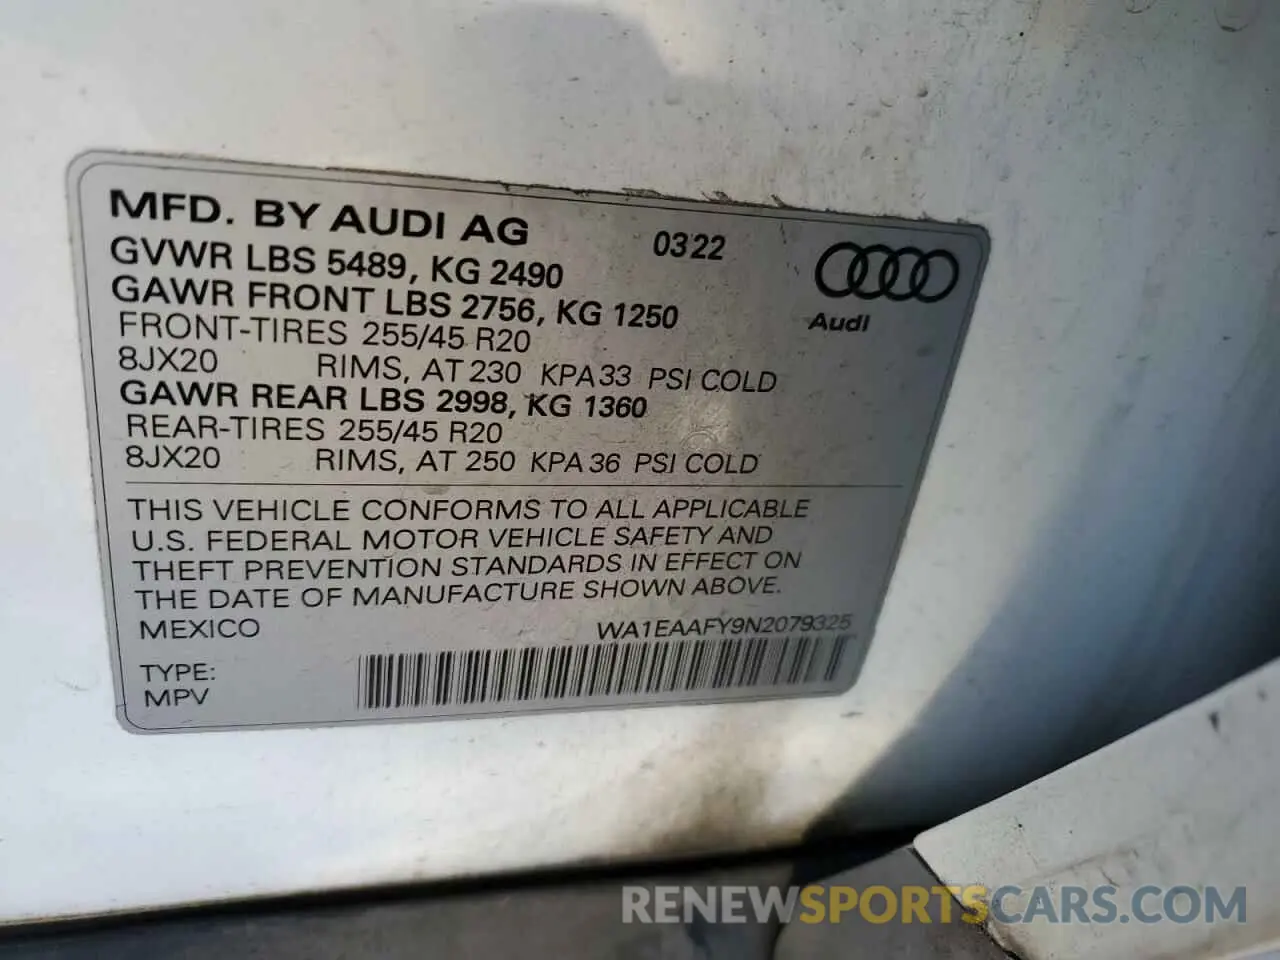 MFD. BY AUDI AG
03 22
GVWR LBS 5489, KG 2490
GAWR FRONT LBS 2756, KG 1250
Audi
FRONT-TIRES 255/45 R20
8JX20 RIMS, AT 230 KPA 33 PSI COLD
GAWR REAR LBS 2998, KG 1360
REAR-TIRES 255/45 R20
8JX20 RIMS, AT 250 KPA 36 PSI COLD
THIS VEHICLE CONFORMS TO ALL APPLICABLE
U.S. FEDERAL MOTOR VEHICLE SAFETY AND
THEFT PREVENTION STANDARDS IN EFFECT ON
THE DATE OF MANUFACTURE SHOWN ABOVE.
MEXICO WA1EAAFY9N2079325
TYPE:
MPV
RENEWSPORTSCARS.COM